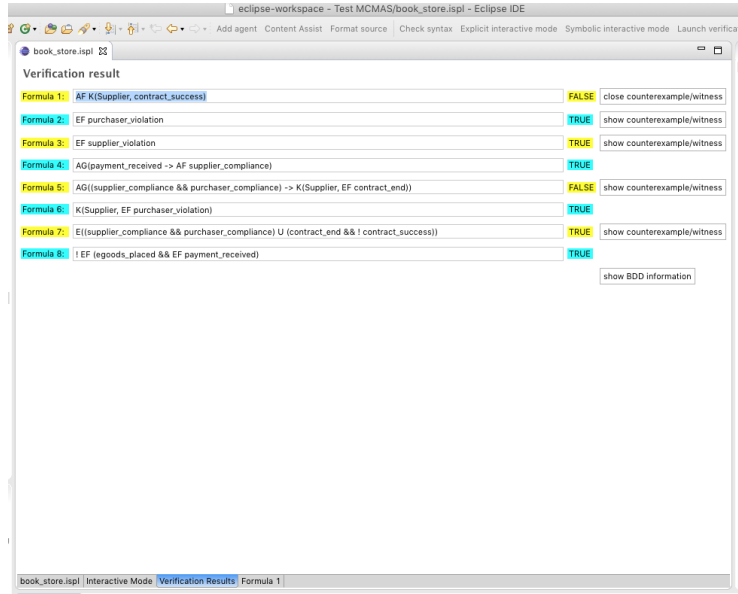 eclipse-workspace - Test MCMAS/book_store.ispl - Eclipse IDE
Add agent Content Assist Format source Check syntax Explicit interactive mode Symbolic interactive mode Launch verifica
book_store.ispl
Verification result
Formula 1: AF K(Supplier, contract_success) FALSE close counterexample/witness
Formula 2: EF purchaser_violation TRUE show counterexample/witness
Formula 3: EF supplier_violation TRUE show counterexample/witness
Formula 4: AG(payment_received -> AF supplier_compliance) TRUE
Formula 5: AG((supplier_compliance && purchaser_compliance) -> K(Supplier, EF contract_end)) FALSE show counterexample/witness
Formula 6: K(Supplier, EF purchaser_violation) TRUE
Formula 7: E((supplier_compliance && purchaser_compliance) U (contract_end && ! contract_success)) TRUE show counterexample/witness
Formula 8: ! EF (egoods_placed && EF payment_received) TRUE
show BDD information
book_store.ispl Interactive Mode Verification Results Formula 1